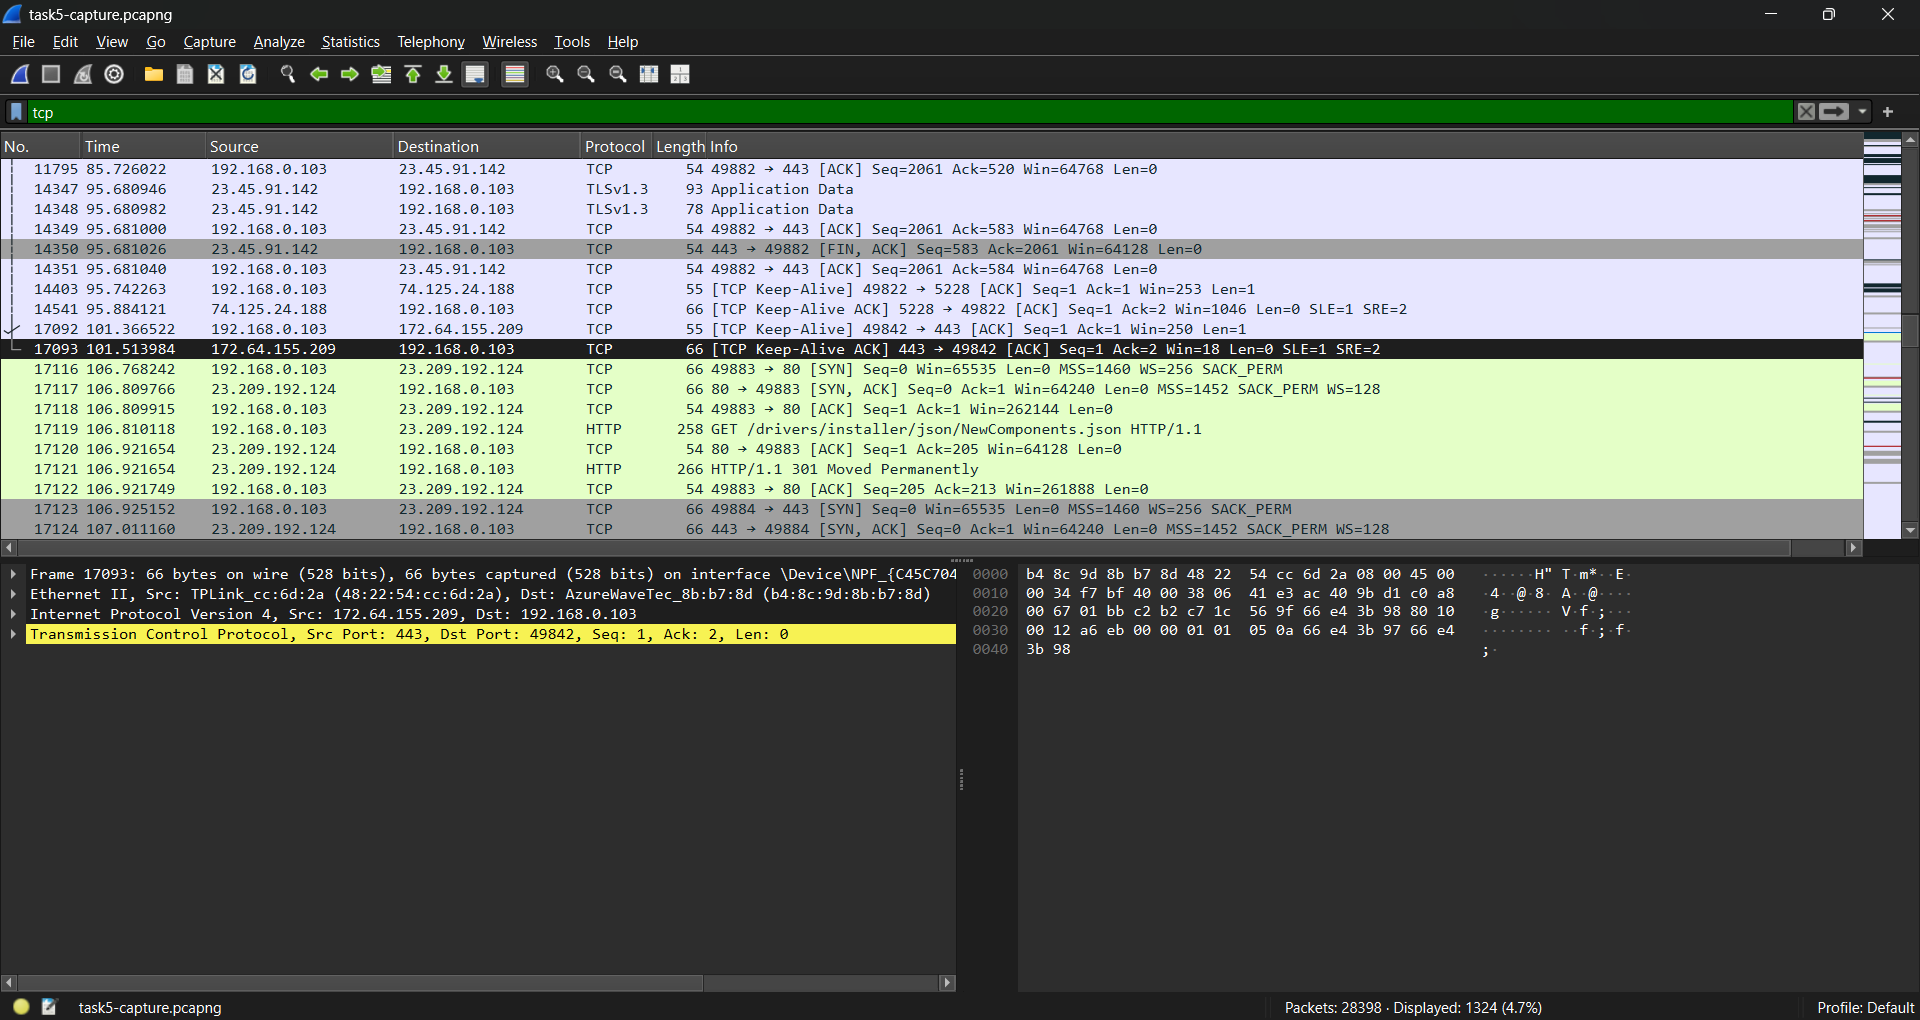 task5-capture.pcapng
File Edit View Go Capture Analyze Statistics Telephony Wireless Tools Help
tcp
No. Time Source Destination Protocol Length Info
11795 85.726022 192.168.0.103 23.45.91.142 TCP 54 49882 → 443 [ACK] Seq=2061 Ack=520 Win=64768 Len=0
14347 95.680946 23.45.91.142 192.168.0.103 TLSv1.3 93 Application Data
14348 95.680982 23.45.91.142 192.168.0.103 TLSv1.3 78 Application Data
14349 95.681000 192.168.0.103 23.45.91.142 TCP 54 49882 → 443 [ACK] Seq=2061 Ack=583 Win=64768 Len=0
14350 95.681026 23.45.91.142 192.168.0.103 TCP 54 443 → 49882 [FIN, ACK] Seq=583 Ack=2061 Win=64128 Len=0
14351 95.681040 192.168.0.103 23.45.91.142 TCP 54 49882 → 443 [ACK] Seq=2061 Ack=584 Win=64768 Len=0
14403 95.742263 192.168.0.103 74.125.24.188 TCP 55 [TCP Keep-Alive] 49822 → 5228 [ACK] Seq=1 Ack=1 Win=253 Len=1
14541 95.884121 74.125.24.188 192.168.0.103 TCP 66 [TCP Keep-Alive ACK] 5228 → 49822 [ACK] Seq=1 Ack=2 Win=1046 Len=0 SLE=1 SRE=2
17092 101.366522 192.168.0.103 172.64.155.209 TCP 55 [TCP Keep-Alive] 49842 → 443 [ACK] Seq=1 Ack=1 Win=250 Len=1
17093 101.513984 172.64.155.209 192.168.0.103 TCP 66 [TCP Keep-Alive ACK] 443 → 49842 [ACK] Seq=1 Ack=2 Win=18 Len=0 SLE=1 SRE=2
17116 106.768242 192.168.0.103 23.209.192.124 TCP 66 49883 → 80 [SYN] Seq=0 Win=65535 Len=0 MSS=1460 WS=256 SACK_PERM
17117 106.809766 23.209.192.124 192.168.0.103 TCP 66 80 → 49883 [SYN, ACK] Seq=0 Ack=1 Win=64240 Len=0 MSS=1452 SACK_PERM WS=128
17118 106.809915 192.168.0.103 23.209.192.124 TCP 54 49883 → 80 [ACK] Seq=1 Ack=1 Win=262144 Len=0
17119 106.810118 192.168.0.103 23.209.192.124 HTTP 258 GET /drivers/installer/json/NewComponents.json HTTP/1.1
17120 106.921654 23.209.192.124 192.168.0.103 TCP 54 80 → 49883 [ACK] Seq=1 Ack=205 Win=64128 Len=0
17121 106.921654 23.209.192.124 192.168.0.103 HTTP 266 HTTP/1.1 301 Moved Permanently
17122 106.921749 192.168.0.103 23.209.192.124 TCP 54 49883 → 80 [ACK] Seq=205 Ack=213 Win=261888 Len=0
17123 106.925152 192.168.0.103 23.209.192.124 TCP 66 49884 → 443 [SYN] Seq=0 Win=65535 Len=0 MSS=1460 WS=256 SACK_PERM
17124 107.011160 23.209.192.124 192.168.0.103 TCP 66 443 → 49884 [SYN, ACK] Seq=0 Ack=1 Win=64240 Len=0 MSS=1452 SACK_PERM WS=128
Frame 17093: 66 bytes on wire (528 bits), 66 bytes captured (528 bits) on interface \Device\NPF_{C45C704
Ethernet II, Src: TPLink_cc:6d:2a (48:22:54:cc:6d:2a), Dst: AzureWaveTec_8b:b7:8d (b4:8c:9d:8b:b7:8d)
Internet Protocol Version 4, Src: 172.64.155.209, Dst: 192.168.0.103
Transmission Control Protocol, Src Port: 443, Dst Port: 49842, Seq: 1, Ack: 2, Len: 0
0000 b4 8c 9d 8b b7 8d 48 22 54 cc 6d 2a 08 00 45 00 ······H" T·m*··E·
0010 00 34 f7 bf 40 00 38 06 41 e3 ac 40 9b d1 c0 a8 ·4··@·8· A··@····
0020 00 67 01 bb c2 b2 c7 1c 56 9f 66 e4 3b 98 80 10 ·g······ V·f·;···
0030 00 12 a6 eb 00 00 01 01 05 0a 66 e4 3b 97 66 e4 ········ ··f·;·f·
0040 3b 98 ;·
task5-capture.pcapng
Packets: 28398 · Displayed: 1324 (4.7%)
Profile: Default